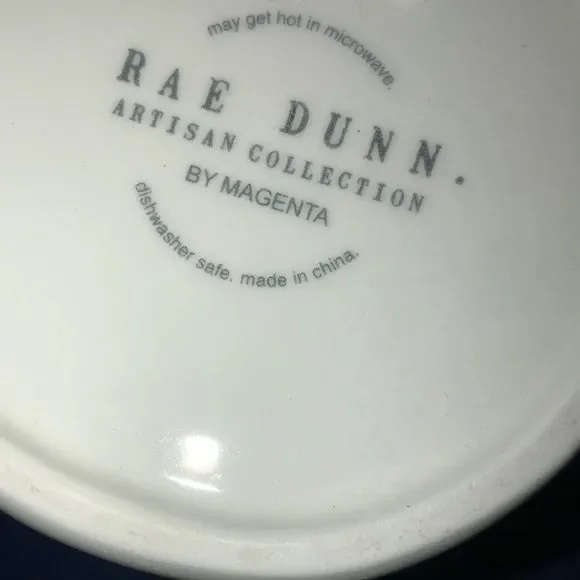 may get hot in microwave.
RAE DUNN.
ARTISAN COLLECTION
BY MAGENTA
dishwasher safe. made in china.